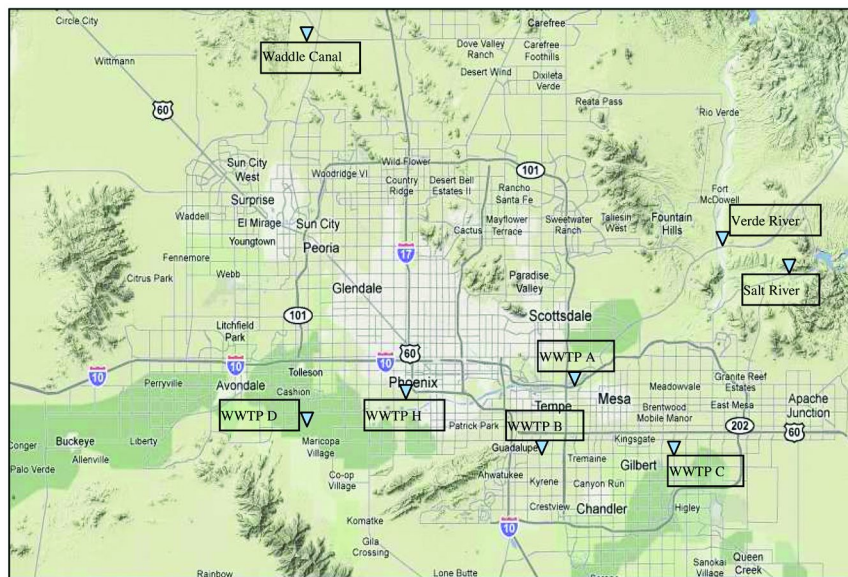 Circle City
Carefree
Waddle Canal
Dove Valley
Ranch
Carefree
Foothills
Wittmann
Desert Wind
Dixileta
Verde
60
Reata Pass
Rio Verde
Sun City
West
Woodridge VI
Wild Flower
Country
Ridge
Desert Bell
Estates II
101
Rancho
Santa Fe
Fort
McDowell
Surprise
Waddell
El Mirage
Sun City
Youngtown
Peoria
Cactus
Mayflower
Terrace
Sweetwater
Ranch
Taliesin
West
Fountain
Hills
Verde River
Fennemore
17
Citrus Park
Webb
Paradise
Valley
Salt River
Glendale
Scottsdale
101
Litchfield
Park
WWTP A
60
10
Tolleson
10
Perryville
Avondale
Cashion
Phoenix
Meadowvale
Granite Reef
Estates
Mesa
Apache
Junction
WWTP D
WWTP H
Tempe
Brentwood
Mobile Manor
East Mesa
WWTP B
Patrick Park
202
60
Conger
Buckeye
Liberty
Maricopa
Village
Guadalupe
Kingsgate
Palo Verde
Allenville
Tremaine
Gilbert
WWTP C
Co-op
Village
Ahwatukee
Kyrene
Canyon Run
Crestview
Chandler
Higley
Komatke
10
Gila
Crossing
Rainbow
Lone Butte
Sanokai
Village
Queen
Creek